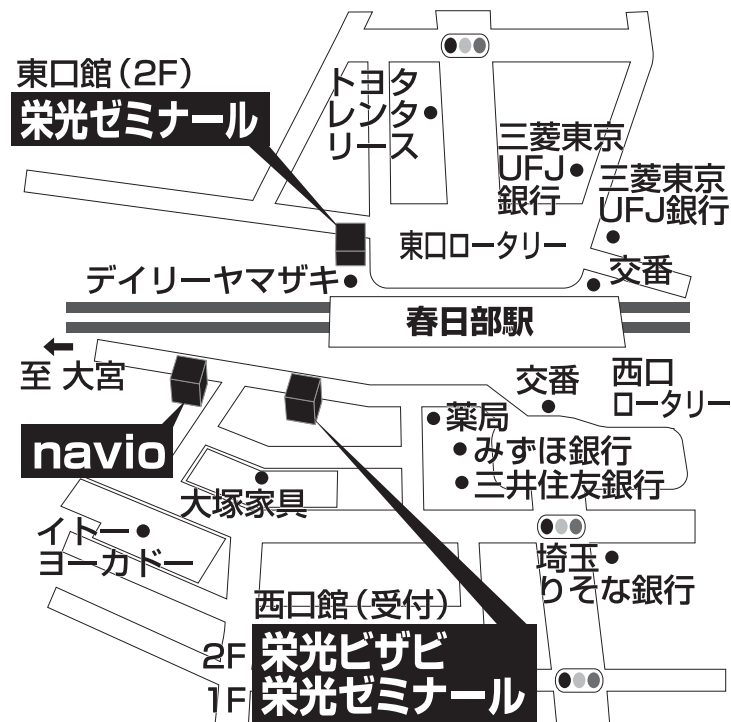 東口館（2F）
栄光ゼミナール
トヨタ
レンタ
リース
三菱東京
UFJ
銀行
三菱東京
UFJ銀行
東口ロータリー
デイリーヤマザキ
交番
春日部駅
至 大宮
交番
西口
ロータリー
薬局
navio
みずほ銀行
三井住友銀行
大塚家具
イトー
ヨーカドー
埼玉
りそな銀行
西口館（受付）
2F 栄光ビザビ
1F 栄光ゼミナール